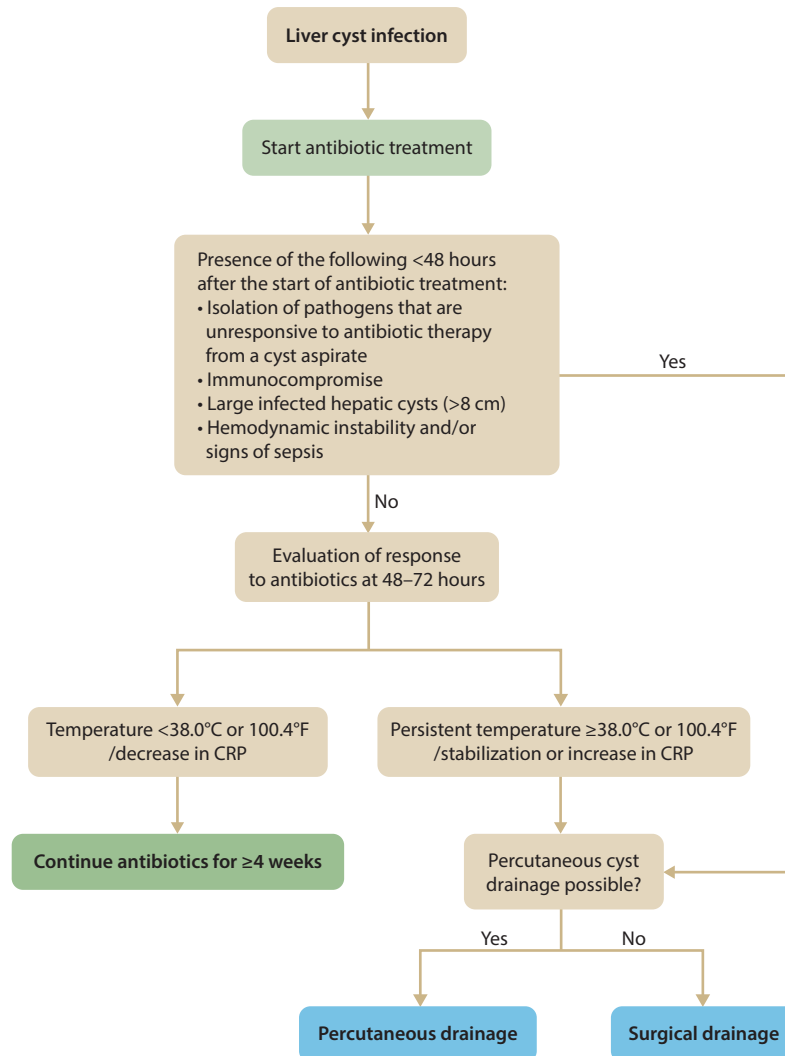 Liver cyst infection
Start antibiotic treatment
Presence of the following <48 hours
after the start of antibiotic treatment:
• Isolation of pathogens that are
unresponsive to antibiotic therapy
from a cyst aspirate
• Immunocompromise
• Large infected hepatic cysts (>8 cm)
• Hemodynamic instability and/or
signs of sepsis
Yes
No
Evaluation of response
to antibiotics at 48–72 hours
Temperature <38.0°C or 100.4°F
/decrease in CRP
Persistent temperature ≥38.0°C or 100.4°F
/stabilization or increase in CRP
Continue antibiotics for ≥4 weeks
Percutaneous cyst
drainage possible?
Yes
No
Percutaneous drainage
Surgical drainage